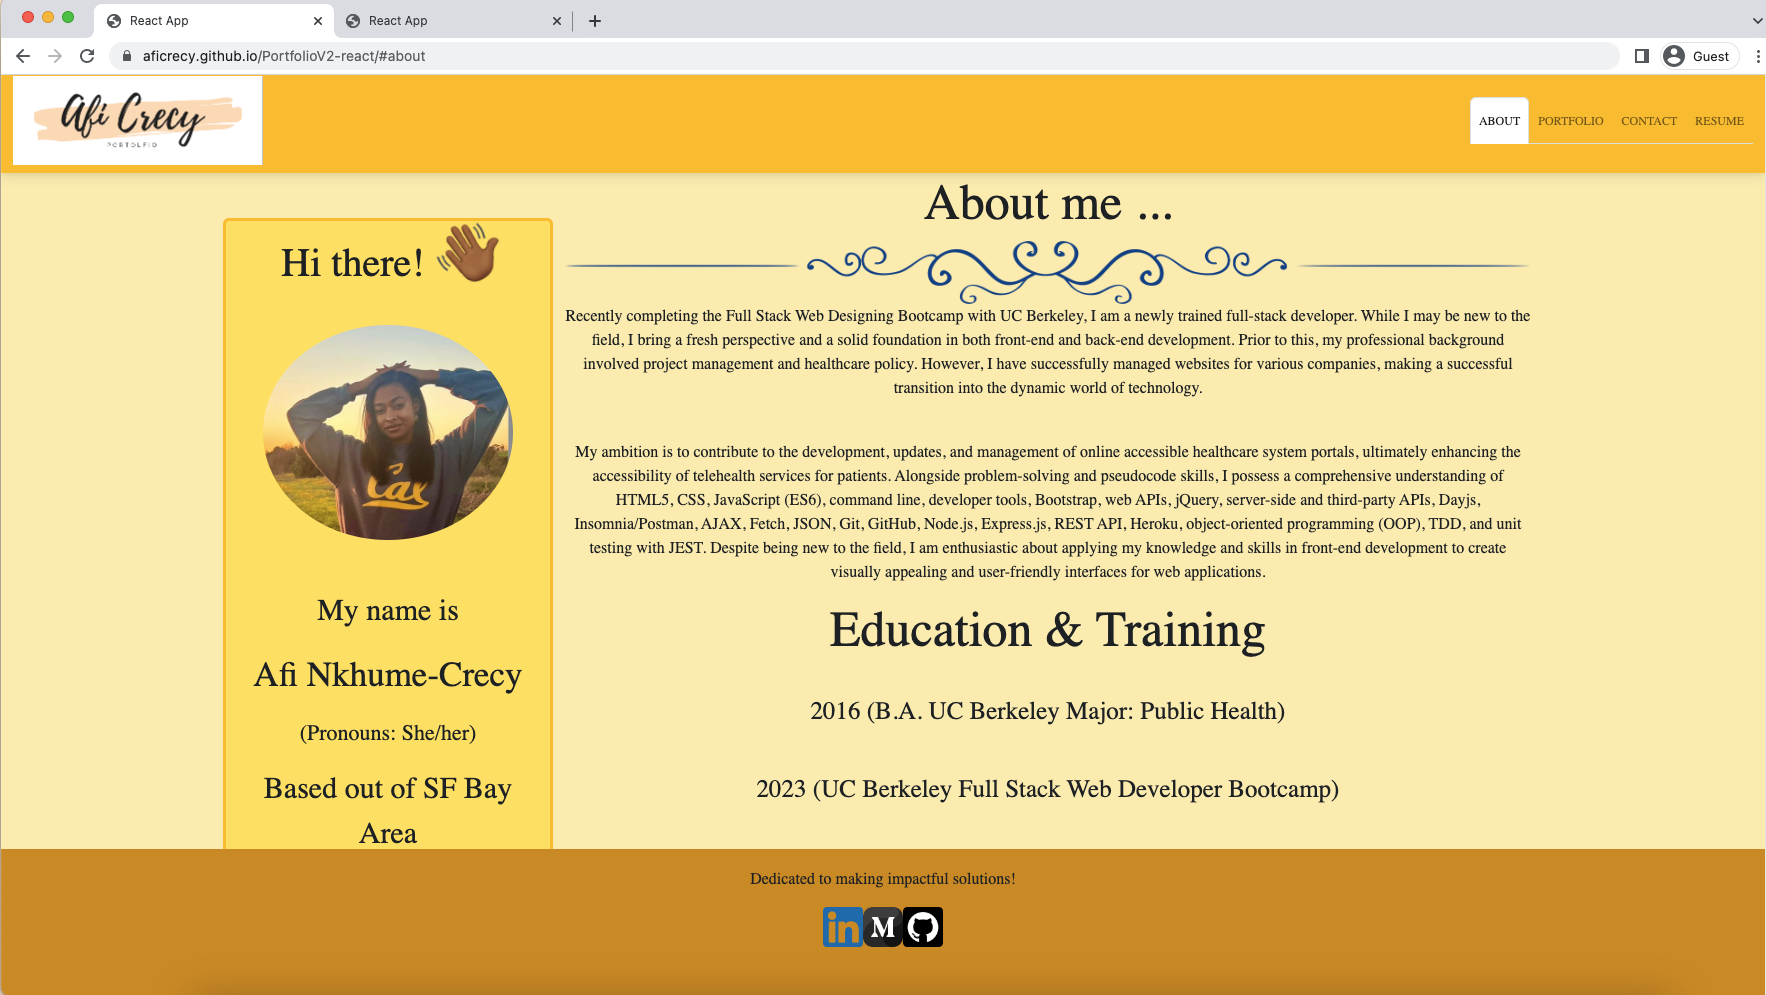 React App
React App
aficrecy.github.io/PortfolioV2-react/#about
Guest
Afi Crecy
PORTOLFIO
ABOUT
PORTFOLIO
CONTACT
RESUME
Hi there!
Cal
My name is
Afi Nkhume-Crecy
(Pronouns: She/her)
Based out of SF Bay
Area
About me ...
Recently completing the Full Stack Web Designing Bootcamp with UC Berkeley, I am a newly trained full-stack developer. While I may be new to the
field, I bring a fresh perspective and a solid foundation in both front-end and back-end development. Prior to this, my professional background
involved project management and healthcare policy. However, I have successfully managed websites for various companies, making a successful
transition into the dynamic world of technology.
My ambition is to contribute to the development, updates, and management of online accessible healthcare system portals, ultimately enhancing the
accessibility of telehealth services for patients. Alongside problem-solving and pseudocode skills, I possess a comprehensive understanding of
HTML5, CSS, JavaScript (ES6), command line, developer tools, Bootstrap, web APIs, jQuery, server-side and third-party APIs, Dayjs,
Insomnia/Postman, AJAX, Fetch, JSON, Git, GitHub, Node.js, Express.js, REST API, Heroku, object-oriented programming (OOP), TDD, and unit
testing with JEST. Despite being new to the field, I am enthusiastic about applying my knowledge and skills in front-end development to create
visually appealing and user-friendly interfaces for web applications.
Education & Training
2016 (B.A. UC Berkeley Major: Public Health)
2023 (UC Berkeley Full Stack Web Developer Bootcamp)
Dedicated to making impactful solutions!
in
M